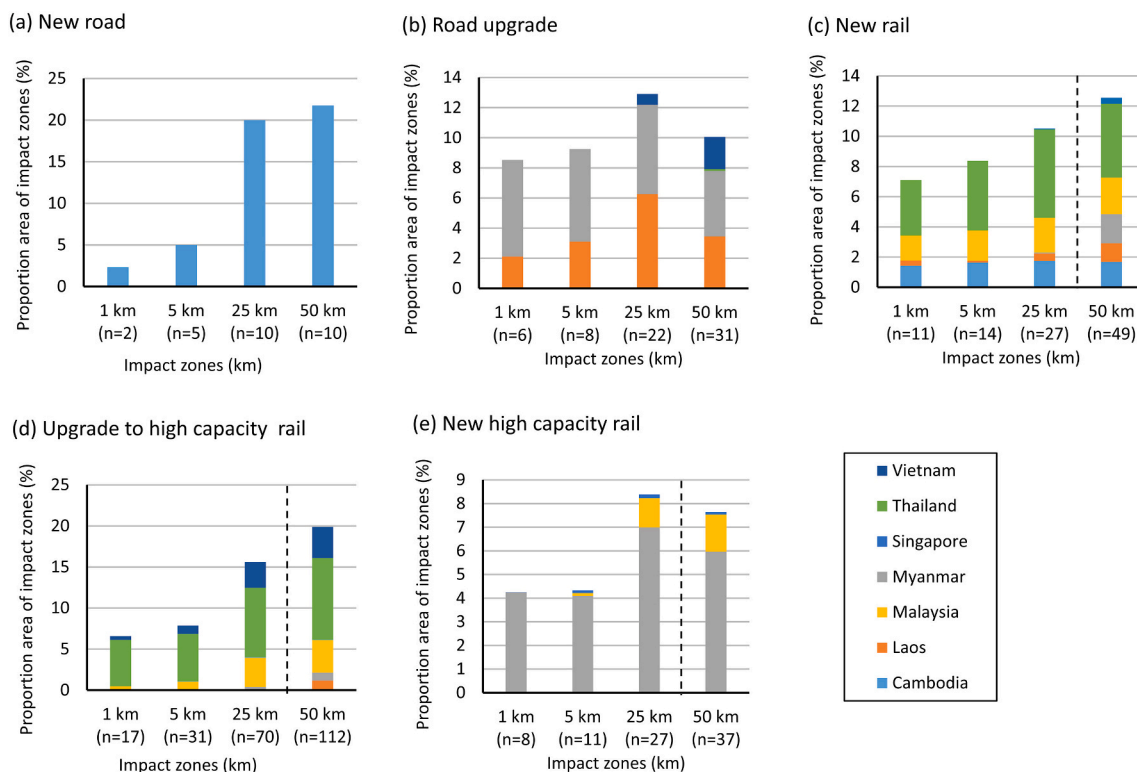 (a) New road
Proportion area of impact zones (%)
25
20
15
10
5
0
1 km 5 km 25 km 50 km
(n=2) (n=5) (n=10) (n=10)
Impact zones (km)
(b) Road upgrade
Proportion area of impact zones (%)
14
12
10
8
6
4
2
0
1 km 5 km 25 km 50 km
(n=6) (n=8) (n=22) (n=31)
Impact zones (km)
(c) New rail
Proportion area of impact zones (%)
14
12
10
8
6
4
2
0
1 km 5 km 25 km 50 km
(n=11) (n=14) (n=27) (n=49)
Impact zones (km)
(d) Upgrade to high capacity rail
Proportion area of impact zones (%)
25
20
15
10
5
0
1 km 5 km 25 km 50 km
(n=17) (n=31) (n=70) (n=112)
Impact zones (km)
(e) New high capacity rail
Proportion area of impact zones (%)
9
8
7
6
5
4
3
2
1
0
1 km 5 km 25 km 50 km
(n=8) (n=11) (n=27) (n=37)
Impact zones (km)
Vietnam
Thailand
Singapore
Myanmar
Malaysia
Laos
Cambodia